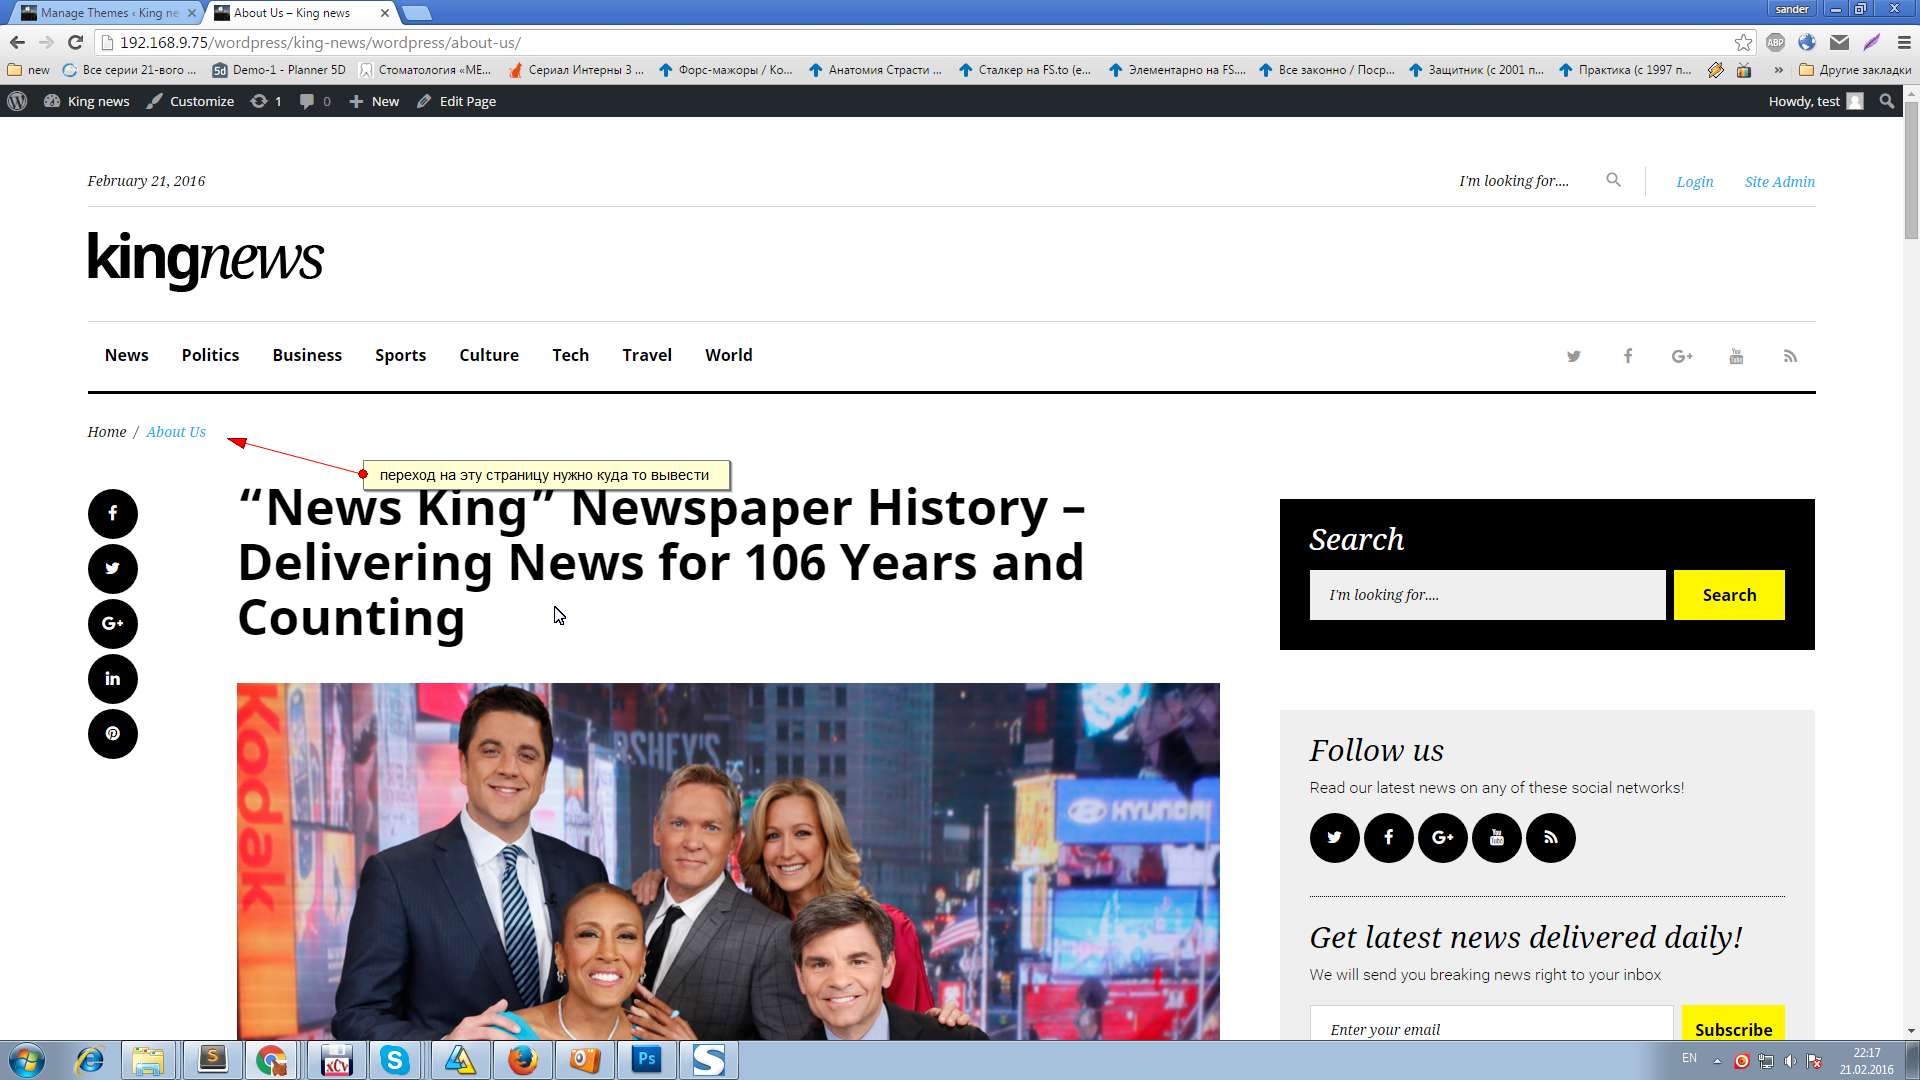 Manage Themes ‹ King ne
About Us – King news
sander
192.168.9.75/wordpress/king-news/wordpress/about-us/
ABP
new
Все серии 21-вого ...
5d
Demo-1 - Planner 5D
Стоматология «МЕ...
Сериал Интерны 3 ...
Форс-мажоры / Ко...
Анатомия Страсти ...
Сталкер на FS.to (е...
Элементарно на FS....
Все законно / Поср...
Защитник (с 2001 п...
Практика (с 1997 п...
»
Другие закладки
King news
Customize
1
0
New
Edit Page
Howdy, test
February 21, 2016
I'm looking for....
Login
Site Admin
kingnews
News
Politics
Business
Sports
Culture
Tech
Travel
World
Home / About Us
переход на эту страницу нужно куда то вывести
“News King” Newspaper History –
Delivering News for 106 Years and
Counting
Search
I'm looking for....
Search
Kodak
RSHEY'S
HYUNDAI
Follow us
Read our latest news on any of these social networks!
Get latest news delivered daily!
We will send you breaking news right to your inbox
Enter your email
Subscribe
xCv
Ps
EN
22:17
21.02.2016